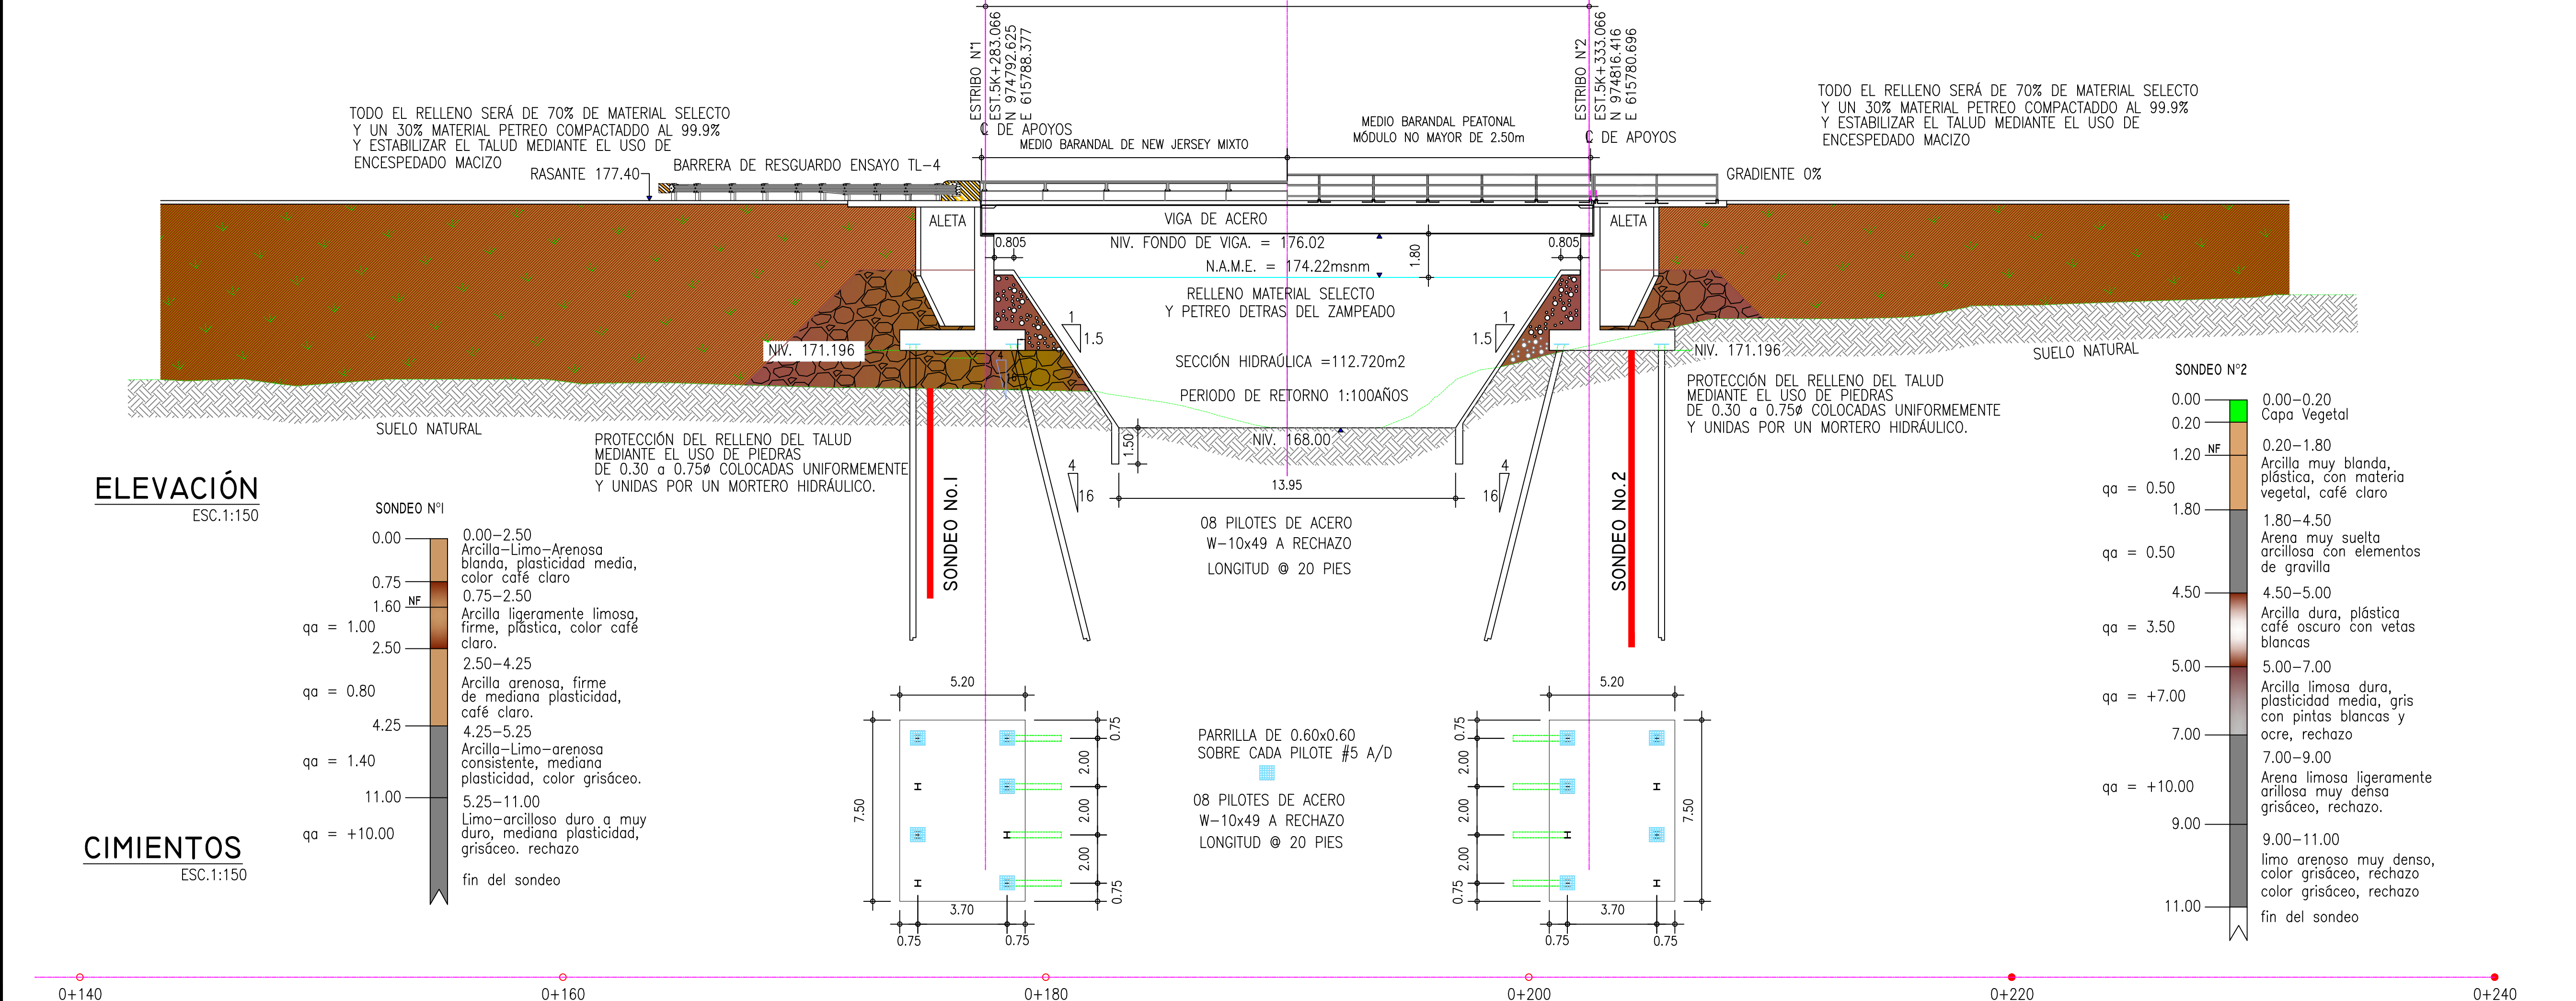 ESTRIBO N°1
EST.5K+283.066
N 974792.625
E 615788.377
℄ DE APOYOS
ESTRIBO N°2
EST.5K+333.066
N 974816.416
E 615780.696
℄ DE APOYOS
TODO EL RELLENO SERÁ DE 70% DE MATERIAL SELECTO
Y UN 30% MATERIAL PETREO COMPACTADDO AL 99.9%
Y ESTABILIZAR EL TALUD MEDIANTE EL USO DE
ENCESPEDADO MACIZO
TODO EL RELLENO SERÁ DE 70% DE MATERIAL SELECTO
Y UN 30% MATERIAL PETREO COMPACTADDO AL 99.9%
Y ESTABILIZAR EL TALUD MEDIANTE EL USO DE
ENCESPEDADO MACIZO
MEDIO BARANDAL DE NEW JERSEY MIXTO
MEDIO BARANDAL PEATONAL
MÓDULO NO MAYOR DE 2.50m
RASANTE 177.40
BARRERA DE RESGUARDO ENSAYO TL-4
GRADIENTE 0%
ALETA
VIGA DE ACERO
ALETA
0.805
NIV. FONDO DE VIGA. = 176.02
1.80
0.805
N.A.M.E. = 174.22msnm
RELLENO MATERIAL SELECTO
Y PETREO DETRAS DEL ZAMPEADO
1
1.5
1
1.5
NIV. 171.196
NIV. 171.196
SECCIÓN HIDRAÚLICA =112.720m2
PERIODO DE RETORNO 1:100AÑOS
SUELO NATURAL
SUELO NATURAL
PROTECCIÓN DEL RELLENO DEL TALUD
MEDIANTE EL USO DE PIEDRAS
DE 0.30 a 0.75ø COLOCADAS UNIFORMEMENTE
Y UNIDAS POR UN MORTERO HIDRÁULICO.
PROTECCIÓN DEL RELLENO DEL TALUD
MEDIANTE EL USO DE PIEDRAS
DE 0.30 a 0.75ø COLOCADAS UNIFORMEMENTE
Y UNIDAS POR UN MORTERO HIDRÁULICO.
NIV. 168.00
1.50
4
16
13.95
4
16
08 PILOTES DE ACERO
W-10x49 A RECHAZO
LONGITUD @ 20 PIES
SONDEO No.1
SONDEO No.2
ELEVACIÓN
ESC.1:150
SONDEO N°1
0.00
0.75
1.60 NF
2.50
4.25
11.00
qa = 1.00
qa = 0.80
qa = 1.40
qa = +10.00
0.00-2.50
Arcilla-Limo-Arenosa
blanda, plasticidad media,
color café claro
0.75-2.50
Arcilla ligeramente limosa,
firme, plástica, color café
claro.
2.50-4.25
Arcilla arenosa, firme
de mediana plasticidad,
café claro.
4.25-5.25
Arcilla-Limo-arenosa
consistente, mediana
plasticidad, color grisáceo.
5.25-11.00
Limo-arcilloso duro a muy
duro, mediana plasticidad,
grisáceo. rechazo
fin del sondeo
SONDEO N°2
0.00
0.20
1.20 NF
1.80
4.50
5.00
7.00
9.00
11.00
qa = 0.50
qa = 0.50
qa = 3.50
qa = +7.00
qa = +10.00
0.00-0.20
Capa Vegetal
0.20-1.80
Arcilla muy blanda,
plástica, con materia
vegetal, café claro
1.80-4.50
Arena muy suelta
arcillosa con elementos
de gravilla
4.50-5.00
Arcilla dura, plástica
café oscuro con vetas
blancas
5.00-7.00
Arcilla limosa dura,
plasticidad media, gris
con pintas blancas y
ocre, rechazo
7.00-9.00
Arena limosa ligeramente
arillosa muy densa
grisáceo, rechazo.
9.00-11.00
limo arenoso muy denso,
color grisáceo, rechazo
color grisáceo, rechazo
fin del sondeo
CIMIENTOS
ESC.1:150
5.20
7.50
0.75
2.00
2.00
2.00
0.75
3.70
0.75
0.75
PARRILLA DE 0.60x0.60
SOBRE CADA PILOTE #5 A/D
08 PILOTES DE ACERO
W-10x49 A RECHAZO
LONGITUD @ 20 PIES
5.20
0.75
2.00
2.00
2.00
0.75
7.50
3.70
0.75
0.75
0+140
0+160
0+180
0+200
0+220
0+240